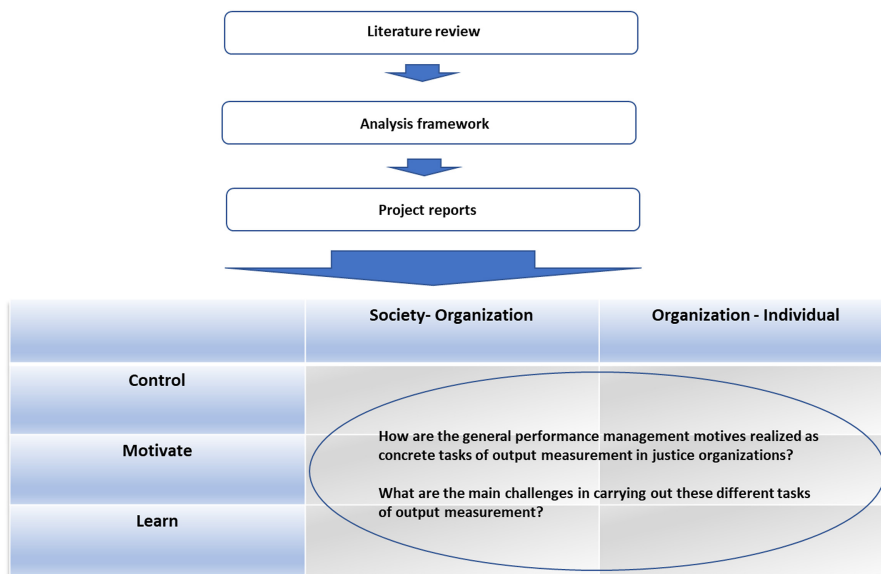 Literature review
Analysis framework
Project reports
Society- Organization
Organization - Individual
Control
Motivate
Learn
How are the general performance management motives realized as
concrete tasks of output measurement in justice organizations?
What are the main challenges in carrying out these different tasks
of output measurement?